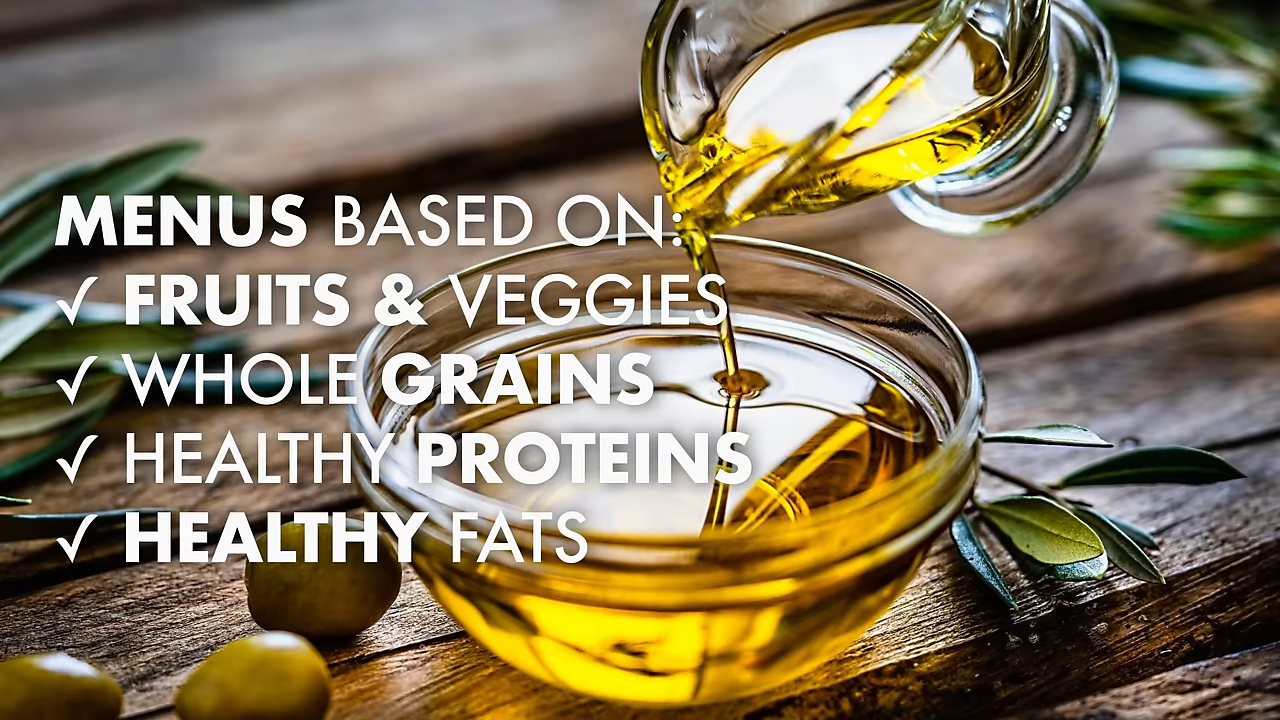 MENUS BASED ON:
✓ FRUITS & VEGGIES
✓ WHOLE GRAINS
✓ HEALTHY PROTEINS
✓ HEALTHY FATS